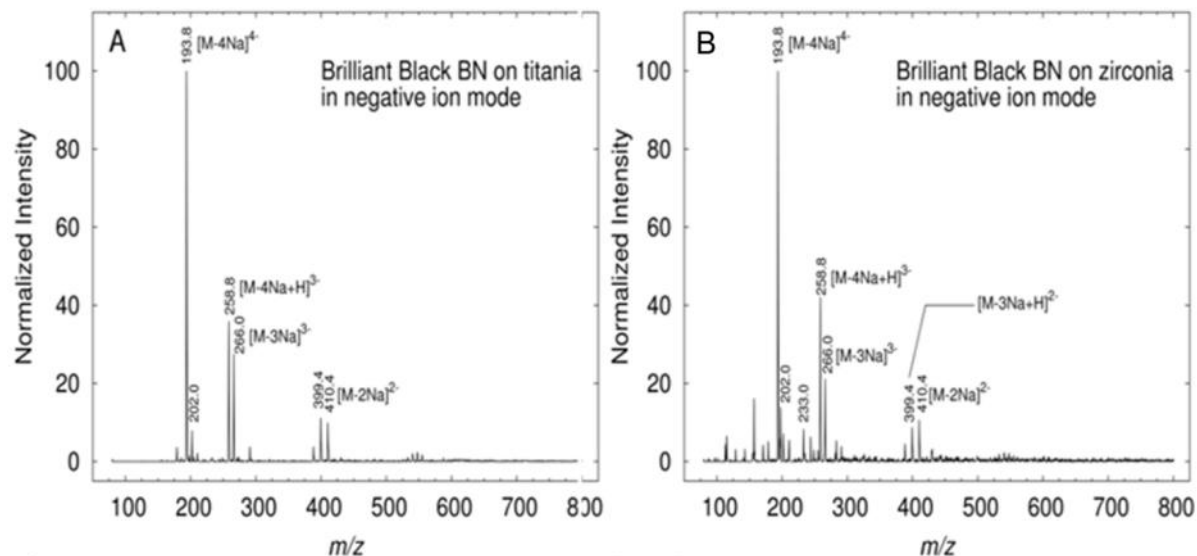 A
193.8
[M-4Na]4-
Brilliant Black BN on titania
in negative ion mode
258.8
[M-4Na+H]3-
266.0
[M-3Na]3-
202.0
399.4
410.4
[M-2Na]2-
Normalized Intensity
100
80
60
40
20
0
100 200 300 400 500 600 700 800
m/z
B
193.8
[M-4Na]4-
Brilliant Black BN on zirconia
in negative ion mode
258.8
[M-4Na+H]3-
[M-3Na+H]2-
266.0
[M-3Na]3-
202.0
233.0
399.4
410.4
[M-2Na]2-
Normalized Intensity
100
80
60
40
20
0
100 200 300 400 500 600 700 800
m/z